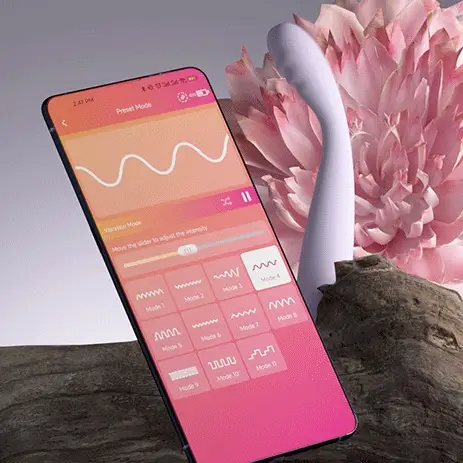 2:47 PM
Preset Mode
Vibration Mode
Move the slider to adjust the intensity
Mode 1
Mode 2
Mode 3
Mode 4
Mode 5
Mode 6
Mode 7
Mode 8
Mode 9
Mode 10
Mode 11